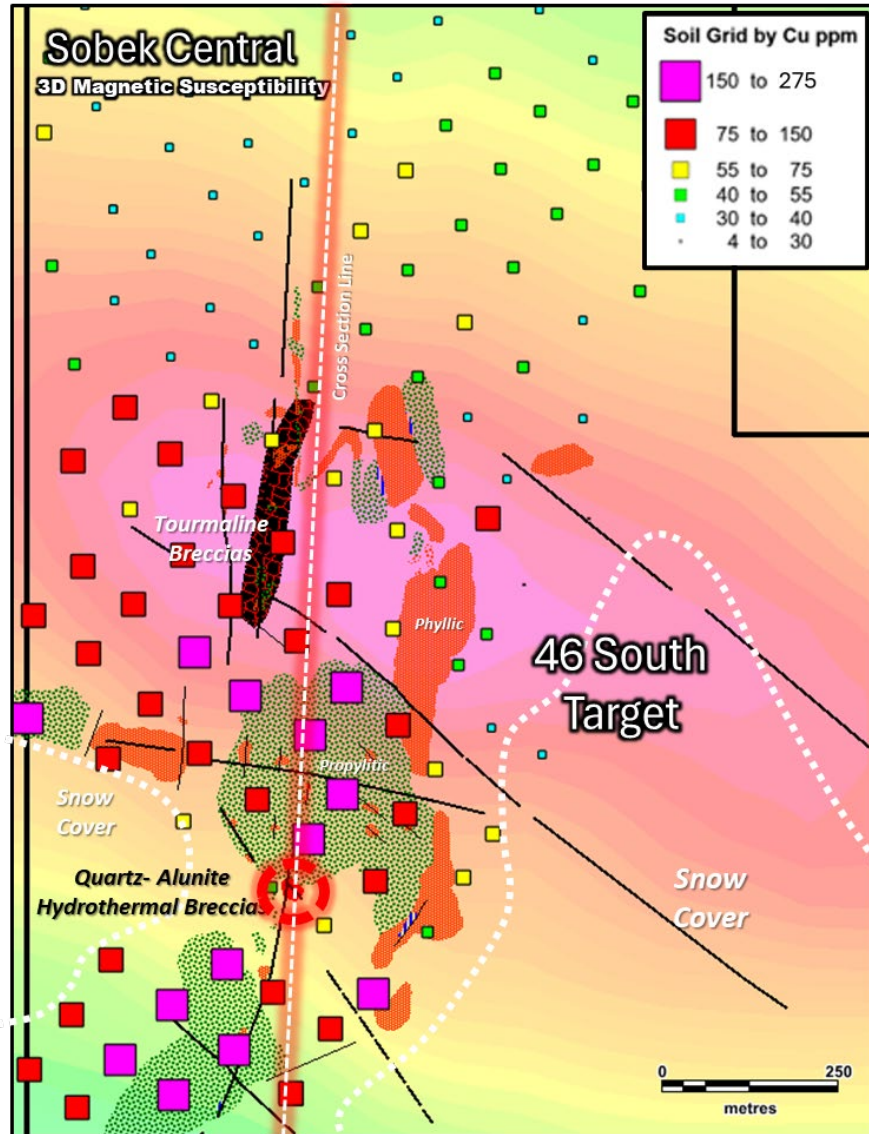 Sobek Central
3D Magnetic Susceptibility
Soil Grid by Cu ppm
150 to 275
75 to 150
55 to 75
40 to 55
30 to 40
4 to 30
Cross Section Line
Tourmaline
Breccias
Phyllic
46 South
Target
Propylitic
Snow
Cover
Quartz- Alunite
Hydrothermal Breccias
Snow
Cover
0 250
metres